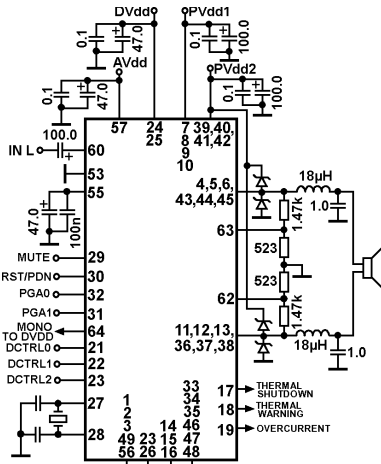 DVdd PVdd1
0.1 47.0 0.1 100.0
AVdd PVdd2
0.1 47.0 0.1 100.0
57 24 25 7 8 9 10 39,40, 41,42
100.0
IN L 60
53
55
47.0 100n
4,5,6,
43,44,45
18µH
1.0
1.47k
63
523
523
62
1.47k
11,12,13,
36,37,38
18µH
1.0
MUTE 29
RST/PDN 30
PGA0 32
PGA1 31
MONO TO DVDD 64
DCTRL0 21
DCTRL1 22
DCTRL2 23
27
28
1 33
2 34
3 14 35
49 23 15 46
47
56 26 16 48
17 THERMAL SHUTDOWN
18 THERMAL WARNING
19 OVERCURRENT